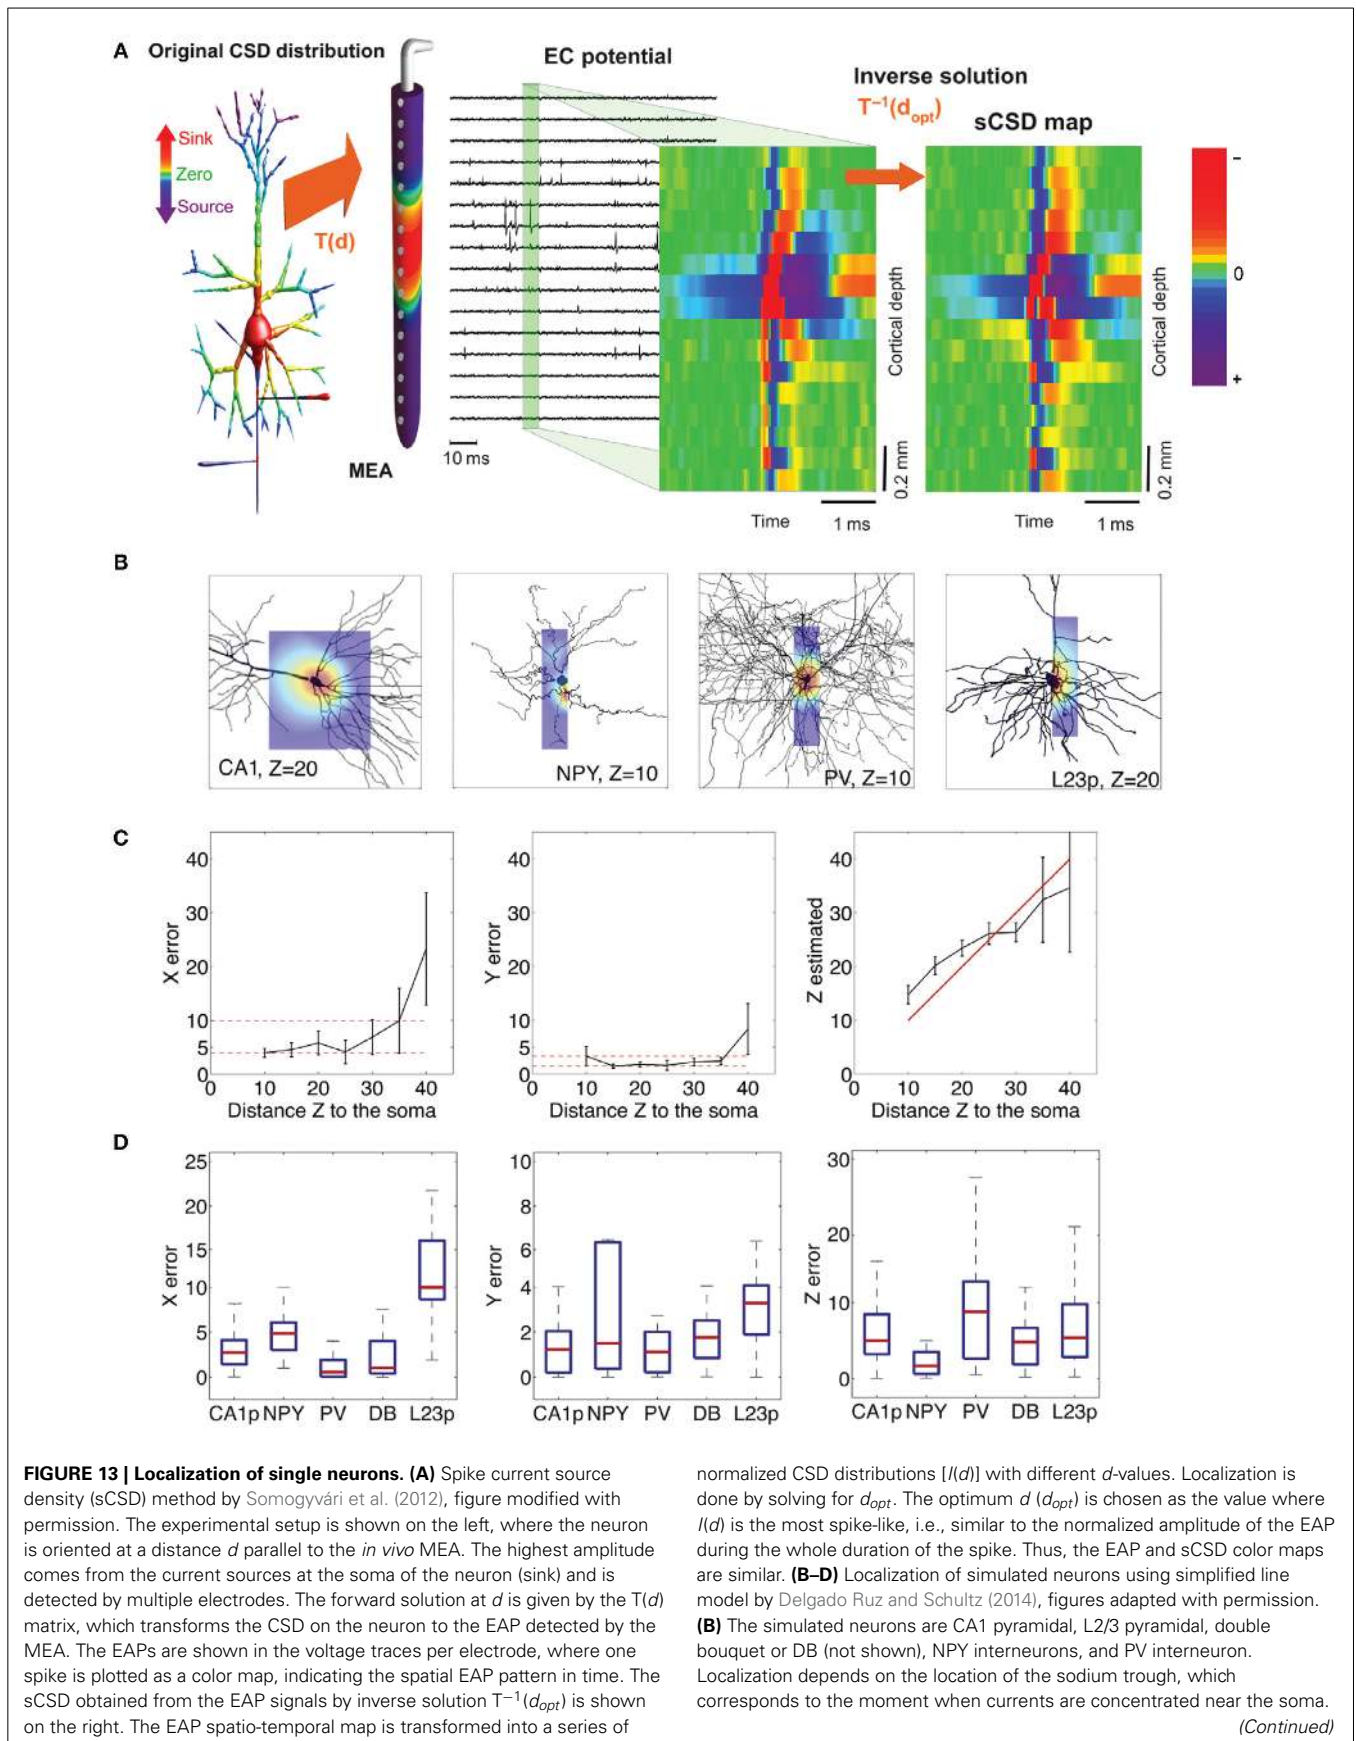 A
Original CSD distribution
Sink
Zero
Source
T(d)
MEA
EC potential
10 ms
Inverse solution
T⁻¹(d_opt)
sCSD map
Cortical depth
0.2 mm
Time
1 ms
Cortical depth
0.2 mm
Time
1 ms
−
0
+
B
CA1, Z=20
NPY, Z=10
PV, Z=10
L23p, Z=20
C
X error
40
30
20
10
5
0
0 10 20 30 40
Distance Z to the soma
Y error
40
30
20
10
5
0
0 10 20 30 40
Distance Z to the soma
Z estimated
40
30
20
10
0
0 10 20 30 40
Distance Z to the soma
D
X error
25
20
15
10
5
0
CA1p NPY PV DB L23p
Y error
10
8
6
4
2
0
CA1p NPY PV DB L23p
Z error
30
20
10
0
CA1p NPY PV DB L23p
FIGURE 13 | Localization of single neurons. (A) Spike current source
density (sCSD) method by Somogyvári et al. (2012), figure modified with
permission. The experimental setup is shown on the left, where the neuron
is oriented at a distance d parallel to the in vivo MEA. The highest amplitude
comes from the current sources at the soma of the neuron (sink) and is
detected by multiple electrodes. The forward solution at d is given by the T(d)
matrix, which transforms the CSD on the neuron to the EAP detected by the
MEA. The EAPs are shown in the voltage traces per electrode, where one
spike is plotted as a color map, indicating the spatial EAP pattern in time. The
sCSD obtained from the EAP signals by inverse solution T⁻¹(d_opt) is shown
on the right. The EAP spatio-temporal map is transformed into a series of
normalized CSD distributions [I(d)] with different d-values. Localization is
done by solving for d_opt. The optimum d (d_opt) is chosen as the value where
I(d) is the most spike-like, i.e., similar to the normalized amplitude of the EAP
during the whole duration of the spike. Thus, the EAP and sCSD color maps
are similar. (B–D) Localization of simulated neurons using simplified line
model by Delgado Ruz and Schultz (2014), figures adapted with permission.
(B) The simulated neurons are CA1 pyramidal, L2/3 pyramidal, double
bouquet or DB (not shown), NPY interneurons, and PV interneuron.
Localization depends on the location of the sodium trough, which
corresponds to the moment when currents are concentrated near the soma.
(Continued)